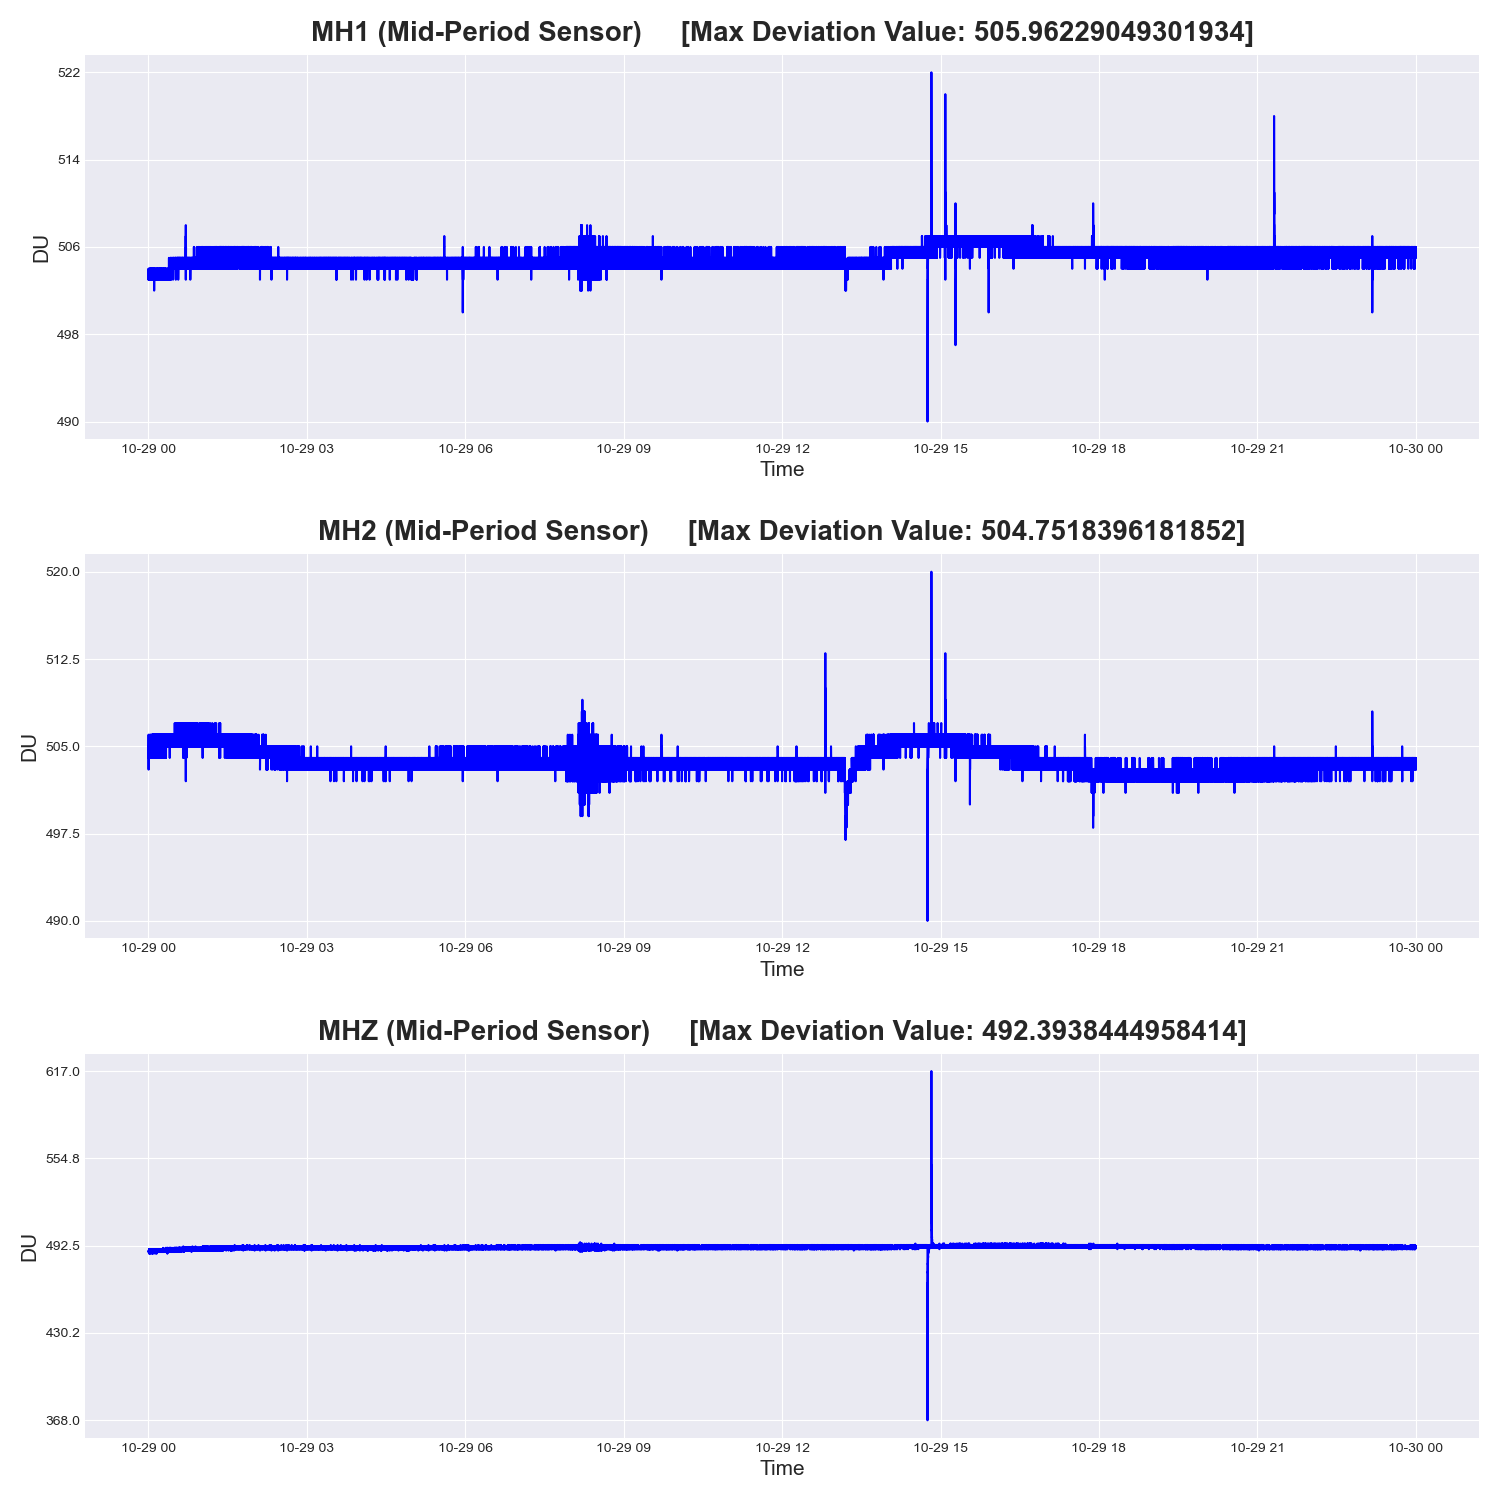 MH1 (Mid-Period Sensor) [Max Deviation Value: 505.96229049301934]
522
514
506
498
490
DU
10-29 00 10-29 03 10-29 06 10-29 09 10-29 12 10-29 15 10-29 18 10-29 21 10-30 00
Time
MH2 (Mid-Period Sensor) [Max Deviation Value: 504.7518396181852]
520.0
512.5
505.0
497.5
490.0
DU
10-29 00 10-29 03 10-29 06 10-29 09 10-29 12 10-29 15 10-29 18 10-29 21 10-30 00
Time
MHZ (Mid-Period Sensor) [Max Deviation Value: 492.3938444958414]
617.0
554.8
492.5
430.2
368.0
DU
10-29 00 10-29 03 10-29 06 10-29 09 10-29 12 10-29 15 10-29 18 10-29 21 10-30 00
Time